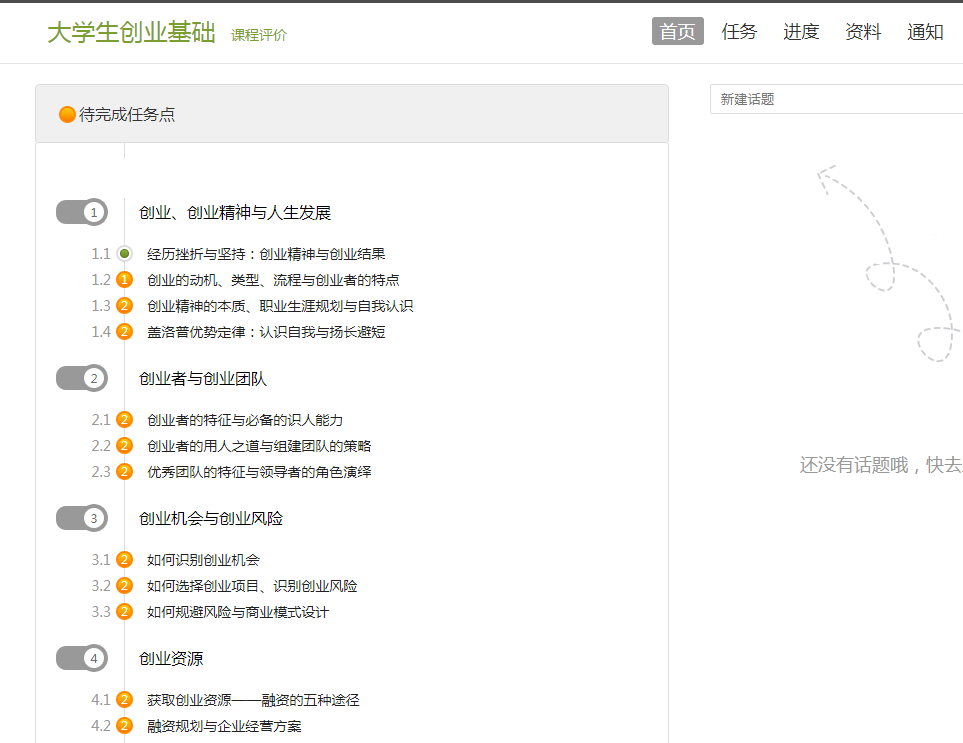 大学生创业基础 课程评价 首页 任务 进度 资料 通知
待完成任务点
新建话题
1 创业、创业精神与人生发展
1.1 经历挫折与坚持：创业精神与创业结果
1.2 1 创业的动机、类型、流程与创业者的特点
1.3 2 创业精神的本质、职业生涯规划与自我认识
1.4 2 盖洛普优势定律：认识自我与扬长避短
2 创业者与创业团队
2.1 2 创业者的特征与必备的识人能力
2.2 2 创业者的用人之道与组建团队的策略
还没有话题哦，快去
2.3 2 优秀团队的特征与领导者的角色演绎
3 创业机会与创业风险
3.1 2 如何识别创业机会
3.2 2 如何选择创业项目、识别创业风险
3.3 2 如何规避风险与商业模式设计
4 创业资源
4.1 2 获取创业资源——融资的五种途径
4.2 2 融资规划与企业经营方案